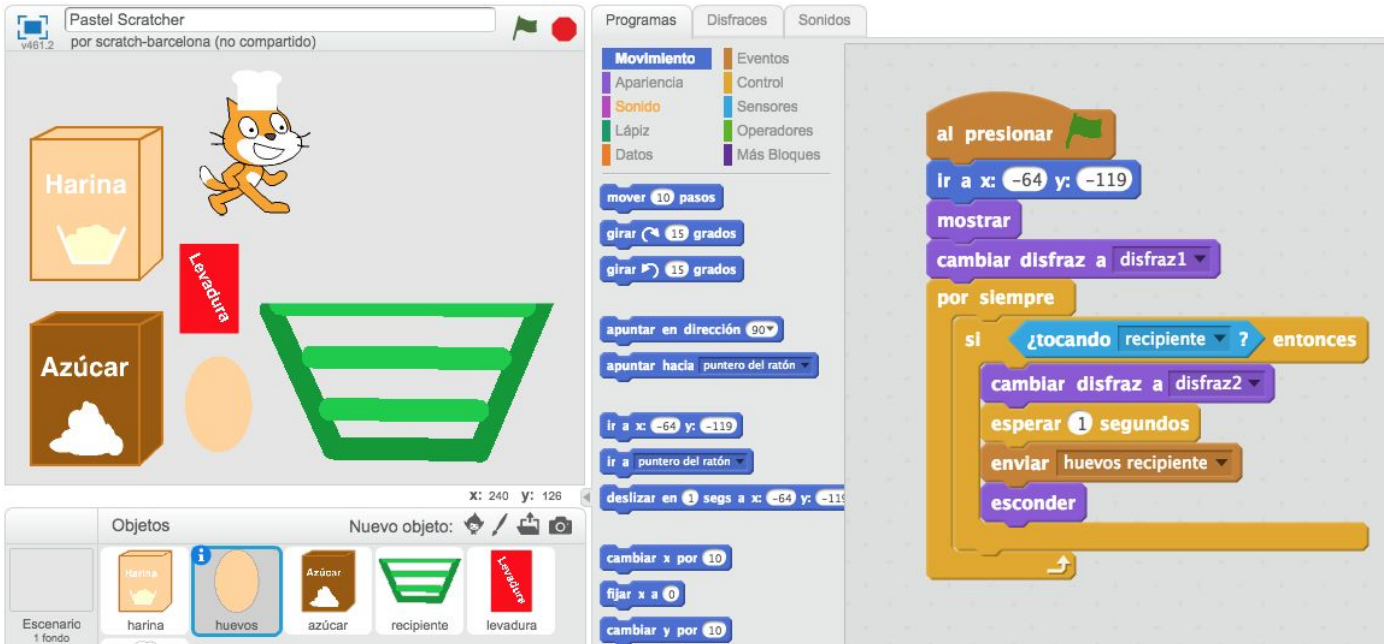 Pastel Scratcher
v461.2
por scratch-barcelona (no compartido)
Harina
Levadura
Azúcar
x: 240 y: 126
Objetos
Nuevo objeto:
Escenario
1 fondo
Harina
harina
huevos
Azúcar
azúcar
recipiente
Levadura
levadura
Programas
Disfraces
Sonidos
Movimiento
Eventos
Apariencia
Control
Sonido
Sensores
Lápiz
Operadores
Datos
Más Bloques
mover 10 pasos
girar 15 grados
girar 15 grados
apuntar en dirección 90
apuntar hacia puntero del ratón
ir a x: -64 y: -119
ir a puntero del ratón
deslizar en 1 segs a x: -64 y: -119
cambiar x por 10
fijar x a 0
cambiar y por 10
al presionar
ir a x: -64 y: -119
mostrar
cambiar disfraz a disfraz1
por siempre
si ¿tocando recipiente ? entonces
cambiar disfraz a disfraz2
esperar 1 segundos
enviar huevos recipiente
esconder